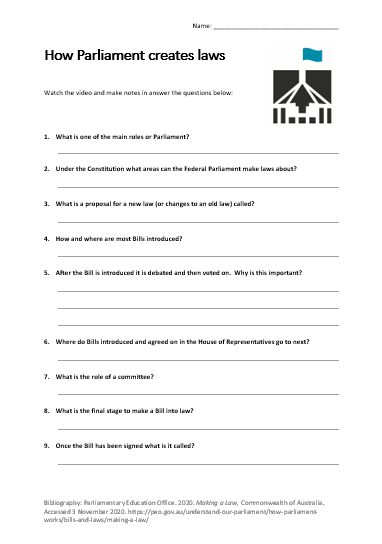 Name: ____________________________________
How Parliament creates laws
Watch the video and make notes in answer the questions below:
1. What is one of the main roles or Parliament?
2. Under the Constitution what areas can the Federal Parliament make laws about?
3. What is a proposal for a new law (or changes to an old law) called?
4. How and where are most Bills introduced?
5. After the Bill is introduced it is debated and then voted on. Why is this important?
6. Where do Bills introduced and agreed on in the House of Representatives go to next?
7. What is the role of a committee?
8. What is the final stage to make a Bill into law?
9. Once the Bill has been signed what is it called?
Bibliography: Parliamentary Education Office. 2020. Making a Law, Commonwealth of Australia,
Accessed 3 November 2020. https://peo.gov.au/understand-our-parliament/how-parliament-
works/bills-and-laws/making-a-law/